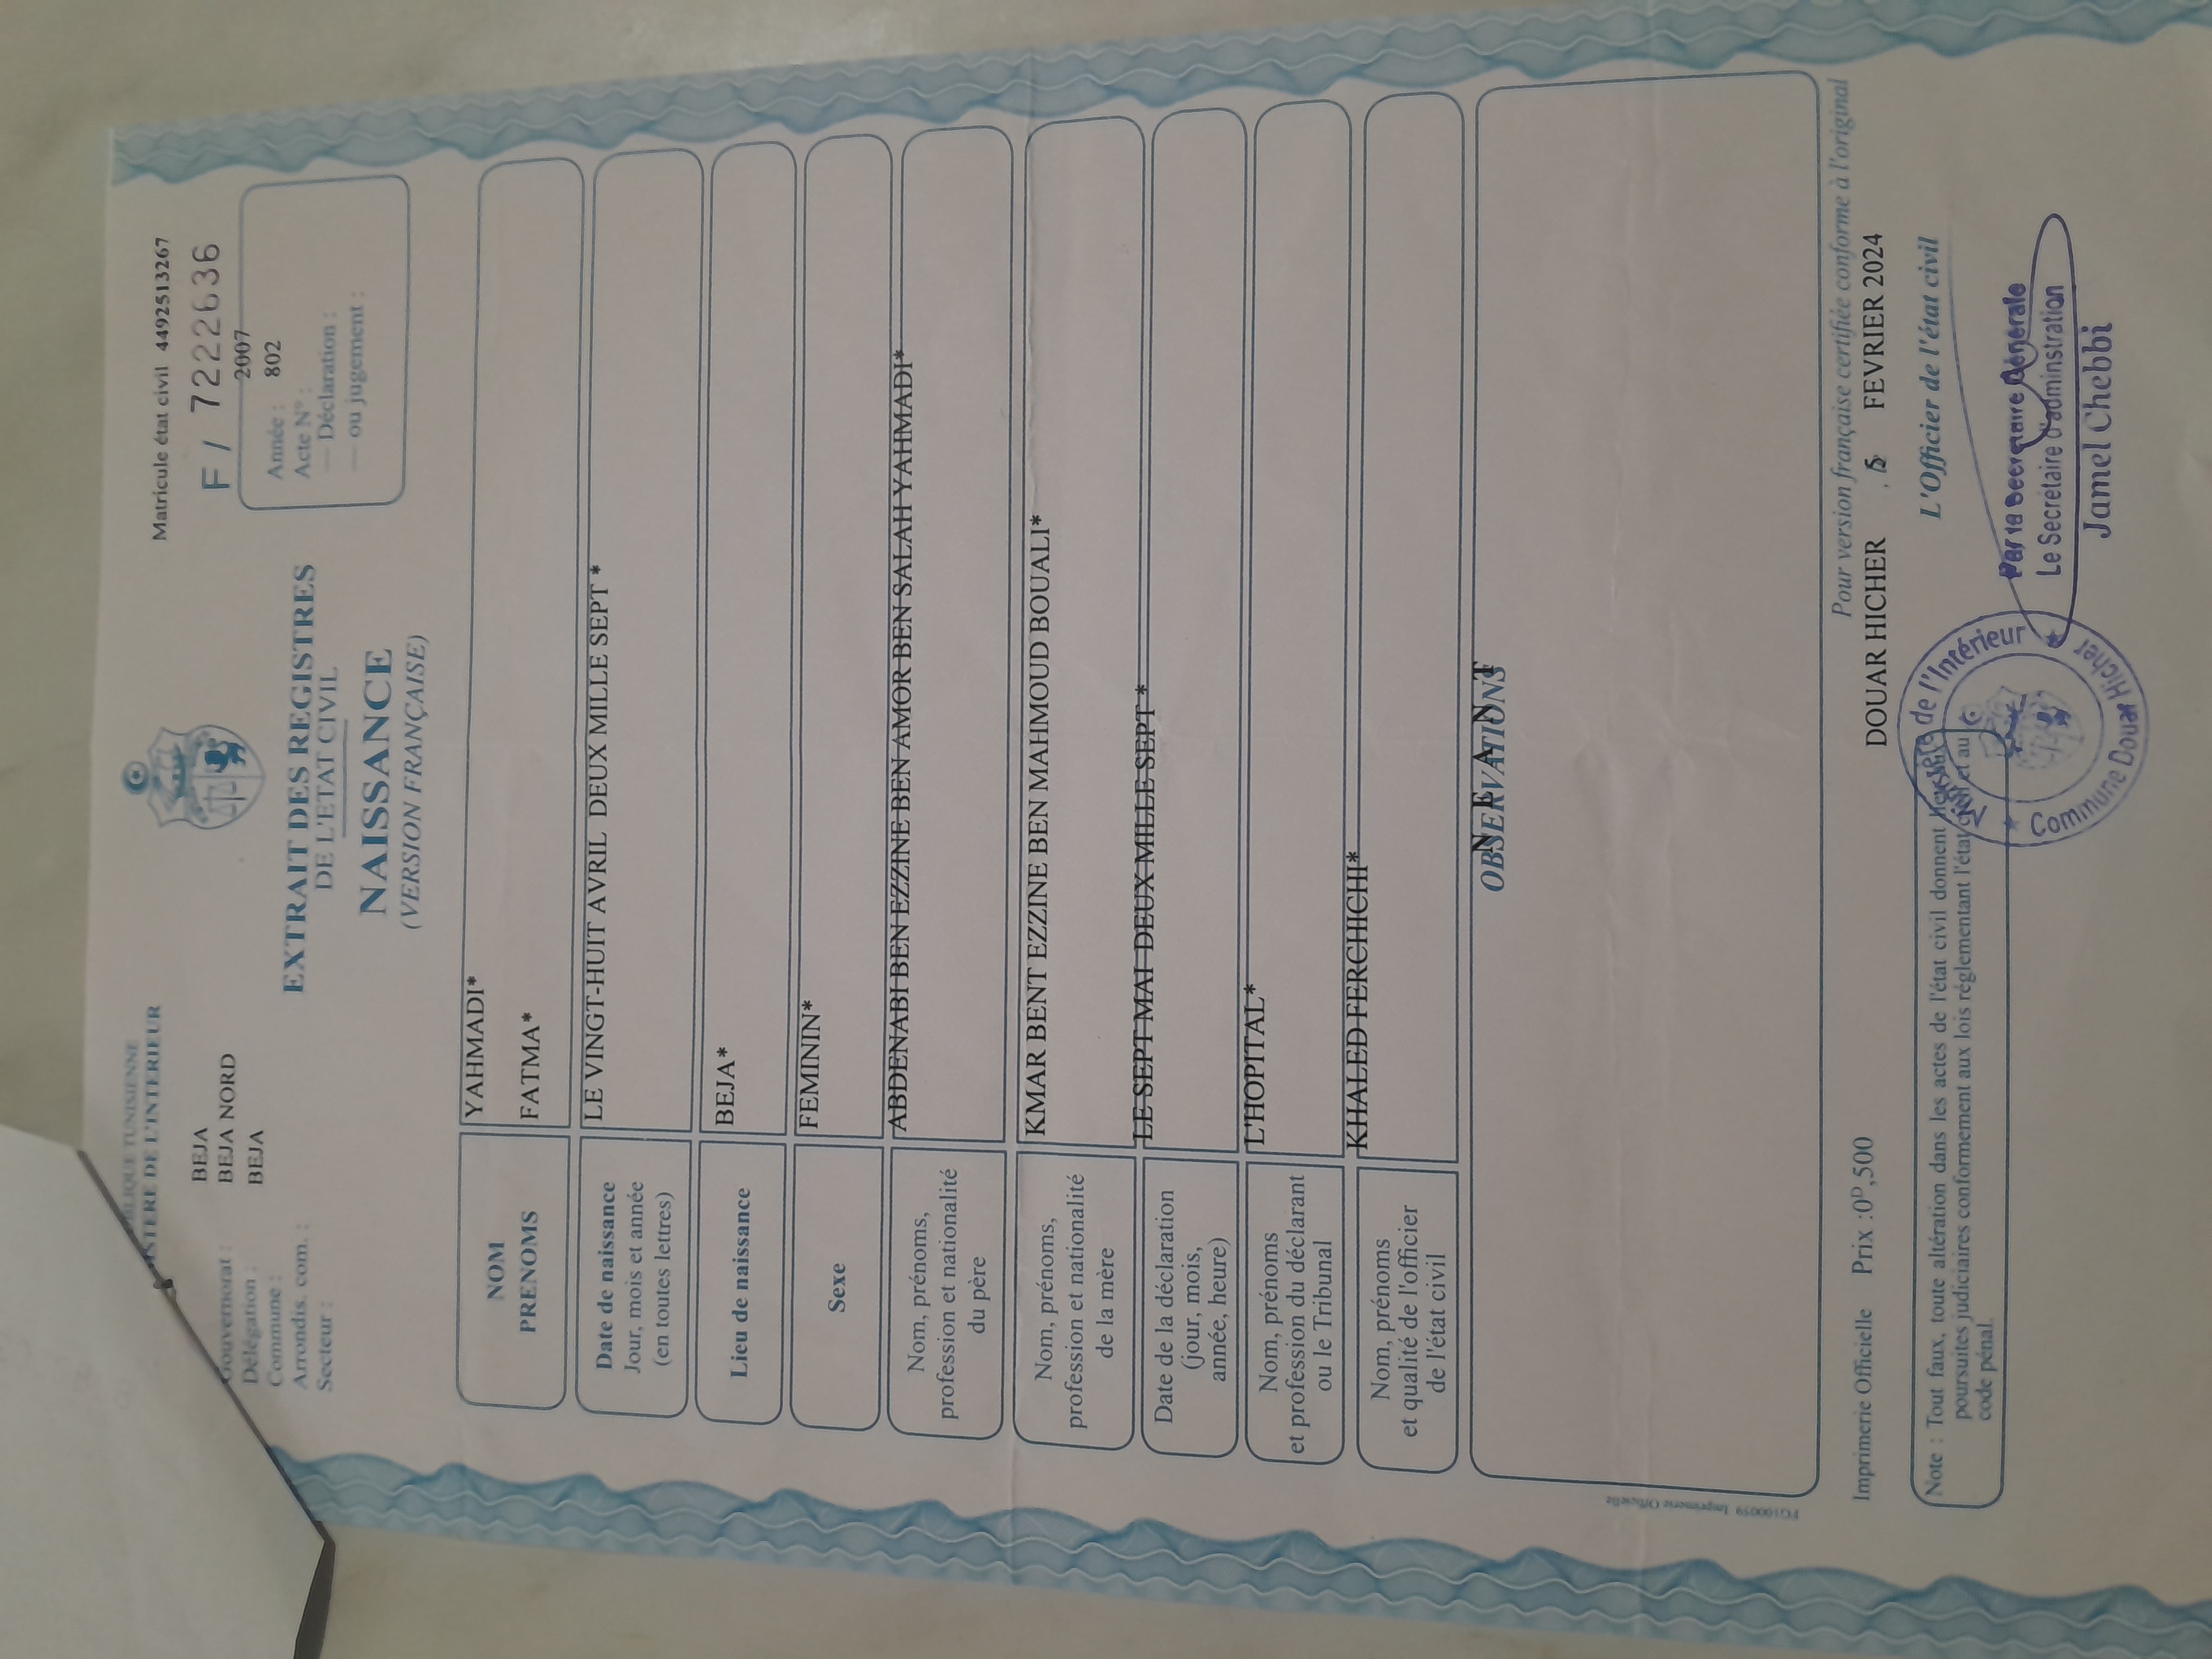 BLIQUE TUNISIENNE
STERE DE L'INTERIEUR
Gouvernorat : BEJA
Délégation : BEJA NORD
Commune : BEJA
Arrondis. com. :
Secteur :
Matricule état civil 4492513267
F / 7222636
Année : 2007
Acte N° : 802
— Déclaration :
— ou jugement :
EXTRAIT DES REGISTRES
DE L'ETAT CIVIL
NAISSANCE
(VERSION FRANÇAISE)
NOM YAHMADI*
PRENOMS FATMA*
Date de naissance
Jour, mois et année
(en toutes lettres)
LE VINGT-HUIT AVRIL DEUX MILLE SEPT *
Lieu de naissance BEJA*
Sexe FEMININ*
Nom, prénoms,
profession et nationalité
du père
ABDENABI BEN EZZINE BEN AMOR BEN SALAH YAHMADI*
Nom, prénoms,
profession et nationalité
de la mère
KMAR BENT EZZINE BEN MAHMOUD BOUALI*
Date de la déclaration
(jour, mois,
année, heure)
LE SEPT MAI DEUX MILLE SEPT *
Nom, prénoms
et profession du déclarant
ou le Tribunal
L'HOPITAL*
Nom, prénoms
et qualité de l'officier
de l'état civil
KHALED FERCHICHI*
OBSERVATIONS
N E A N T
FG100059 Imprimerie Officielle
Imprimerie Officielle Prix :0ᴰ,500
Pour version française certifiée conforme à l'original
DOUAR HICHER , FEVRIER 2024
L'Officier de l'état civil
Note : Tout faux, toute altération dans les actes de l'état civil donnent lieu à
poursuites judiciaires conformement aux lois réglementant l'état civil et au
code pénal.
Ministère de l'Intérieur
Commune Douar Hicher
Par la Secretaire Générale
Le Secrétaire d'administration
Jamel Chebbi